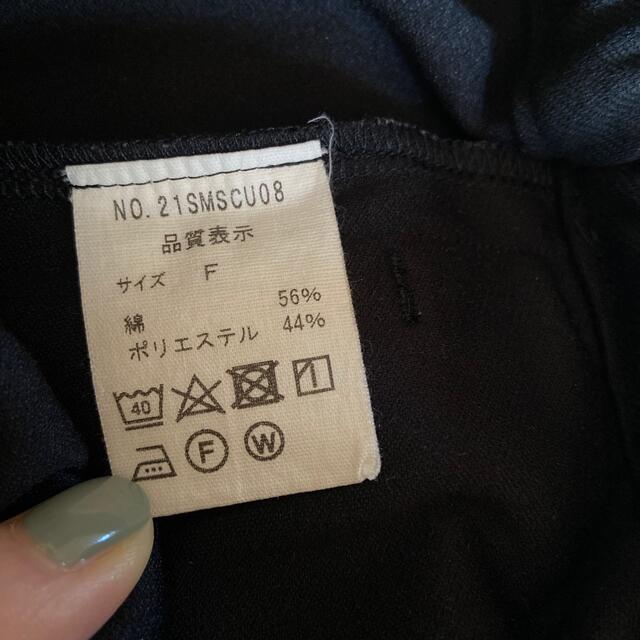 NO.21SMSCU08
品質表示
サイズ F
綿 56%
ポリエステル 44%
40
F W